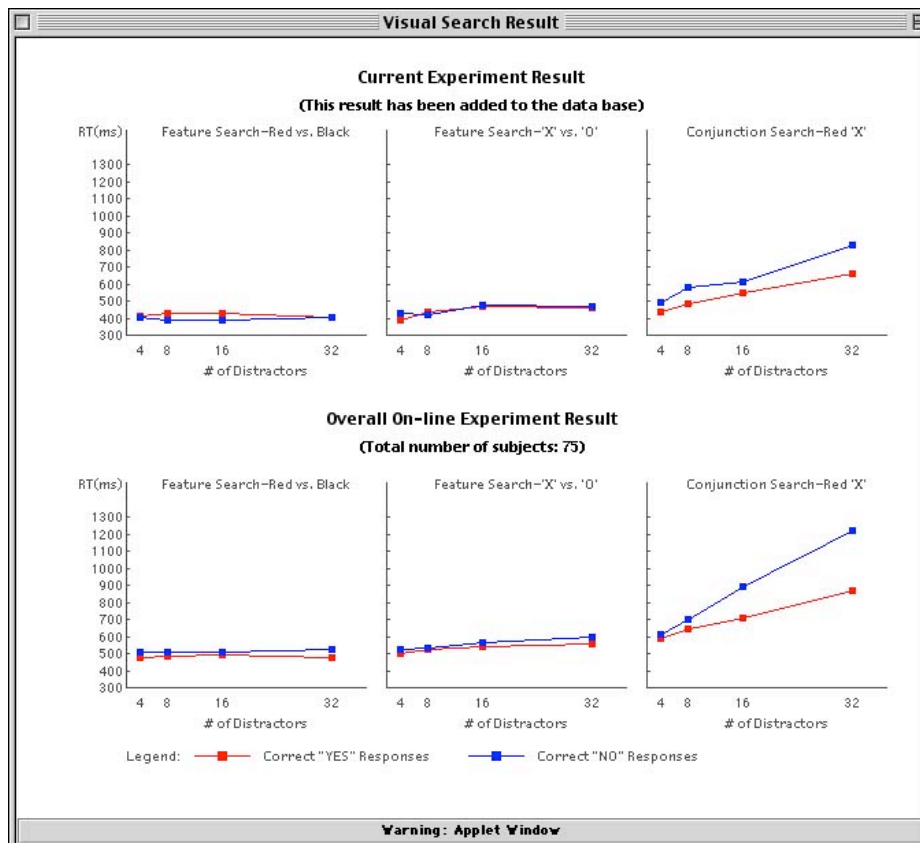 Visual Search Result
Current Experiment Result
(This result has been added to the data base)
RT(ms)
Feature Search-Red vs. Black
Feature Search-'X' vs. 'O'
Conjunction Search-Red 'X'
1300
1200
1100
1000
900
800
700
600
500
400
300
4 8 16 32
4 8 16 32
4 8 16 32
# of Distractors
# of Distractors
# of Distractors
Overall On-line Experiment Result
(Total number of subjects: 75)
RT(ms)
Feature Search-Red vs. Black
Feature Search-'X' vs. 'O'
Conjunction Search-Red 'X'
1300
1200
1100
1000
900
800
700
600
500
400
300
4 8 16 32
4 8 16 32
4 8 16 32
# of Distractors
# of Distractors
# of Distractors
Legend: Correct "YES" Responses Correct "NO" Responses
Warning: Applet Window